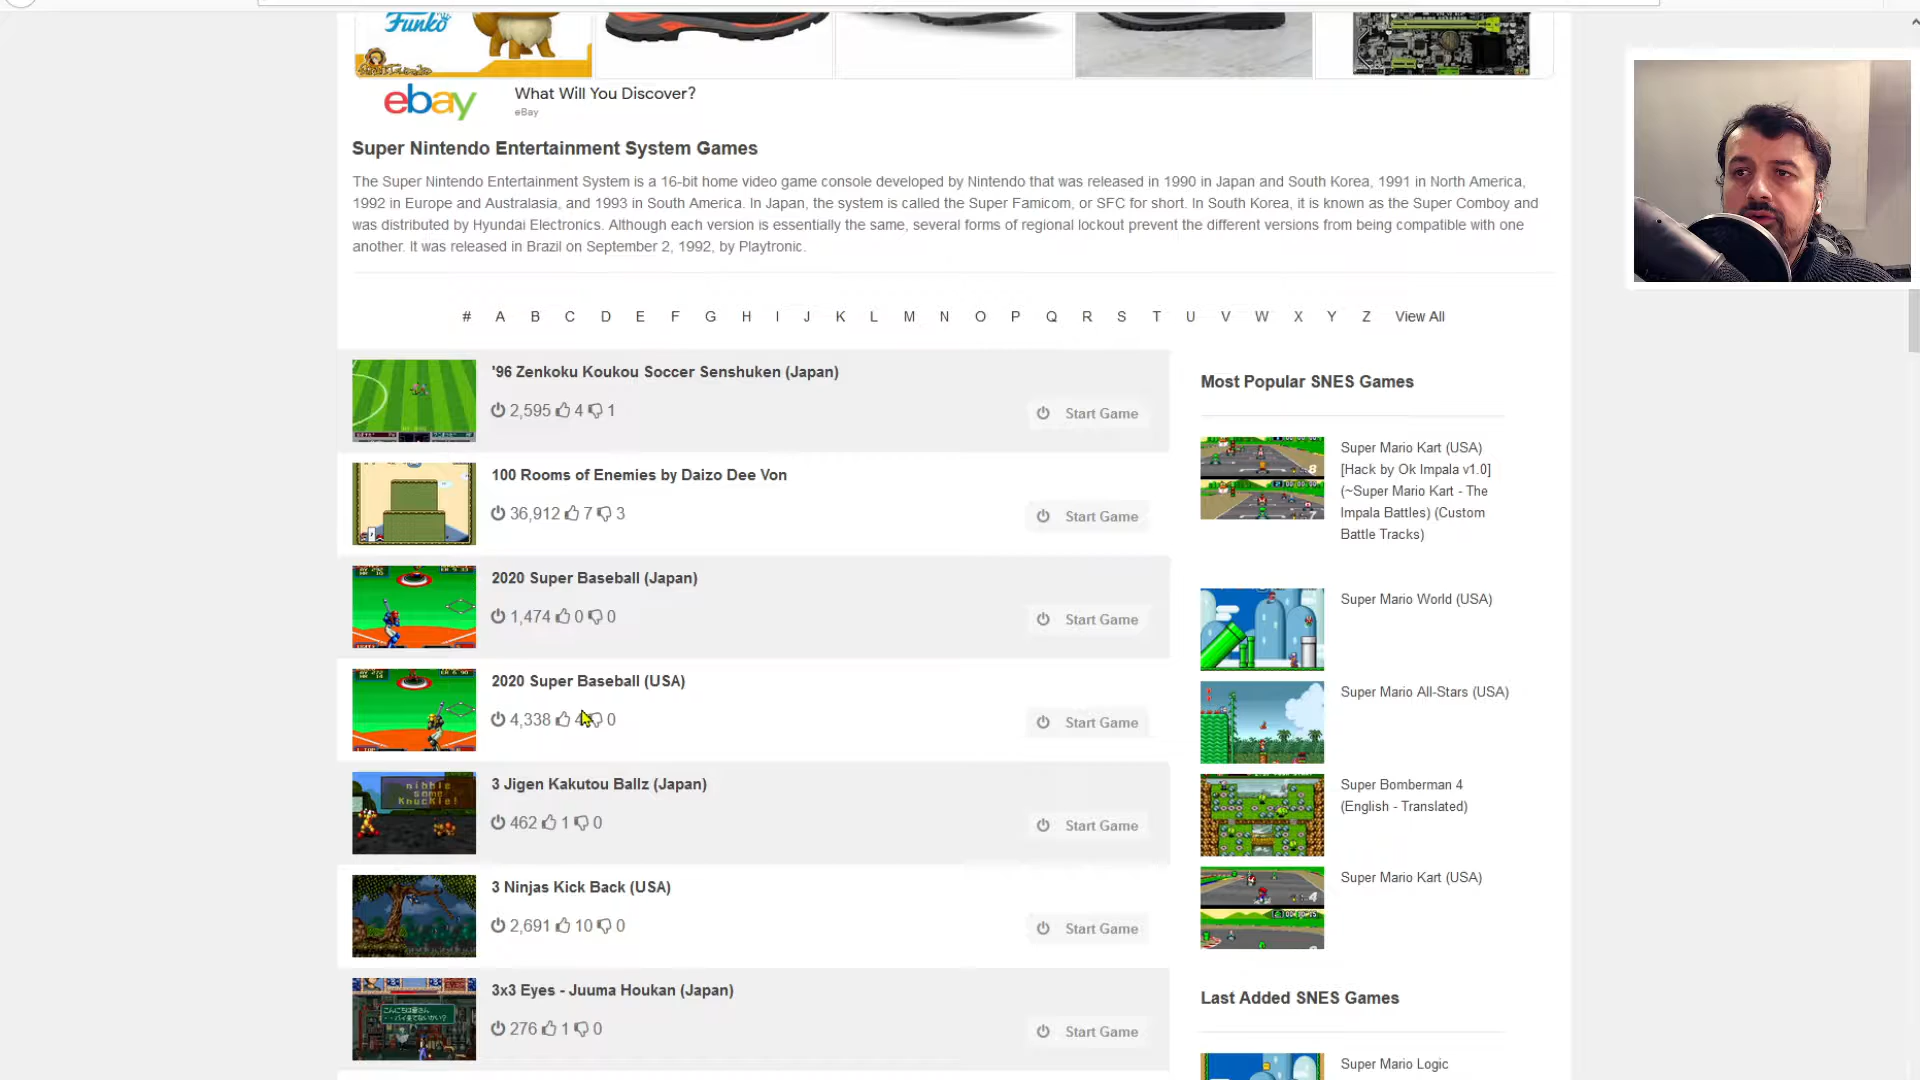 Funko
ebay
What Will You Discover?
eBay
Super Nintendo Entertainment System Games
The Super Nintendo Entertainment System is a 16-bit home video game console developed by Nintendo that was released in 1990 in Japan and South Korea, 1991 in North America,
1992 in Europe and Australasia, and 1993 in South America. In Japan, the system is called the Super Famicom, or SFC for short. In South Korea, it is known as the Super Comboy and
was distributed by Hyundai Electronics. Although each version is essentially the same, several forms of regional lockout prevent the different versions from being compatible with one
another. It was released in Brazil on September 2, 1992, by Playtronic.
# A B C D E F G H I J K L M N O P Q R S T U V W X Y Z View All
'96 Zenkoku Koukou Soccer Senshuken (Japan)
2,595 4 1
Start Game
100 Rooms of Enemies by Daizo Dee Von
36,912 7 3
Start Game
2020 Super Baseball (Japan)
1,474 0 0
Start Game
2020 Super Baseball (USA)
4,338 4 0
Start Game
3 Jigen Kakutou Ballz (Japan)
nibble
some
Knuckle!
462 1 0
Start Game
3 Ninjas Kick Back (USA)
2,691 10 0
Start Game
3x3 Eyes - Juuma Houkan (Japan)
276 1 0
Start Game
Most Popular SNES Games
Super Mario Kart (USA)
[Hack by Ok Impala v1.0]
(~Super Mario Kart - The
Impala Battles) (Custom
Battle Tracks)
Super Mario World (USA)
Super Mario All-Stars (USA)
Super Bomberman 4
(English - Translated)
Super Mario Kart (USA)
Last Added SNES Games
Super Mario Logic